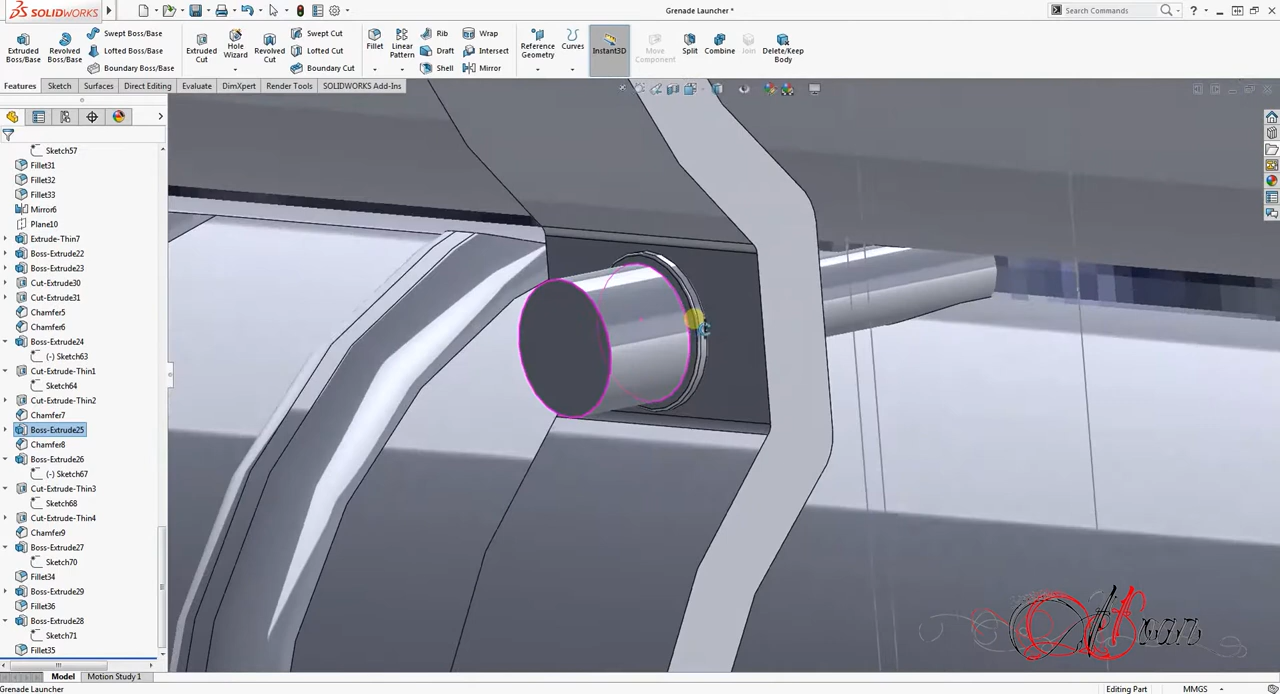 SOLIDWORKS
Grenade Launcher *
Search Commands
Extruded Boss/Base
Revolved Boss/Base
Swept Boss/Base
Lofted Boss/Base
Boundary Boss/Base
Extruded Cut
Hole Wizard
Revolved Cut
Swept Cut
Lofted Cut
Boundary Cut
Fillet
Linear Pattern
Rib
Draft
Shell
Wrap
Intersect
Mirror
Reference Geometry
Curves
Instant3D
Move Component
Split
Combine
Join
Delete/Keep Body
Features
Sketch
Surfaces
Direct Editing
Evaluate
DimXpert
Render Tools
SOLIDWORKS Add-Ins
Sketch57
Fillet31
Fillet32
Fillet33
Mirror6
Plane10
Extrude-Thin7
Boss-Extrude22
Boss-Extrude23
Cut-Extrude30
Cut-Extrude31
Chamfer5
Chamfer6
Boss-Extrude24
(-) Sketch63
Cut-Extrude-Thin1
Sketch64
Cut-Extrude-Thin2
Chamfer7
Boss-Extrude25
Chamfer8
Boss-Extrude26
(-) Sketch67
Cut-Extrude-Thin3
Sketch68
Cut-Extrude-Thin4
Chamfer9
Boss-Extrude27
Sketch70
Fillet34
Boss-Extrude29
Fillet36
Boss-Extrude28
Sketch71
Fillet35
Model
Motion Study 1
Grenade Launcher
Editing Part
MMGS